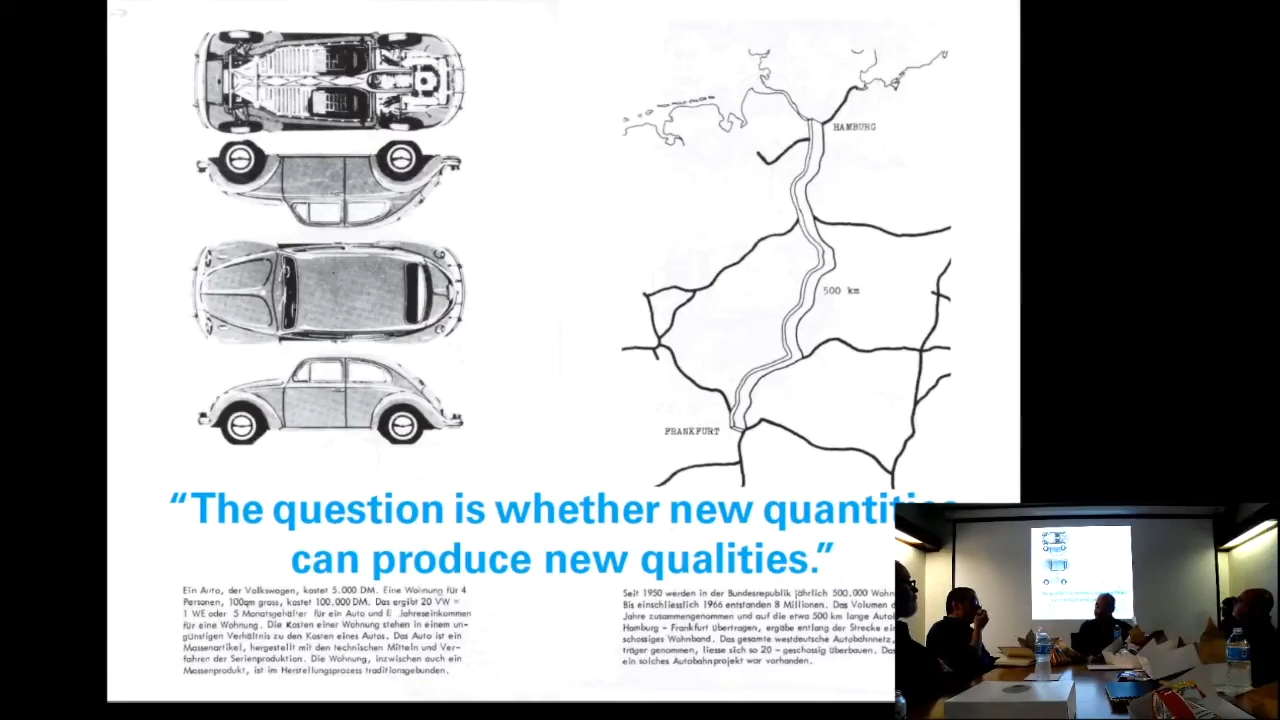 HAMBURG
500 km
FRANKFURT
“The question is whether new
can produce new qualities.”
Ein Auto, der Volkswagen, kostet 5.000 DM. Eine Wohnung für 4
Personen, 100qm gross, kostet 100.000 DM. Das ergibt 20 VW =
1 WE oder 5 Monatsgehälter für ein Auto und Jahreseinkommen
für eine Wohnung. Die Kosten einer Wohnung stehen in einem un-
günstigen Verhältnis zu den Kosten eines Autos. Das Auto ist ein
Massenartikel, hergestellt mit den technischen Mitteln und Ver-
fahren der Serienproduktion. Die Wohnung, inzwischen auch ein
Massenprodukt, ist im Herstellungsprozess traditionsgebunden.
Seit 1950 werden in der Bundesrepublik jährlich 500.000
Bis einschliesslich 1966 entstanden 8 Millionen. Das Volumen
Jahre zusammengenommen und auf die etwa 500 km lange
Hamburg - Frankfurt übertragen, ergäbe entlang der Strecke
schossiges Wohnband. Das gesamte westdeutsche Autobahnnetz,
träger genommen, liesse sich so 20 - geschossig überbauen.
ein solches Autobahnprojekt war vorhanden.